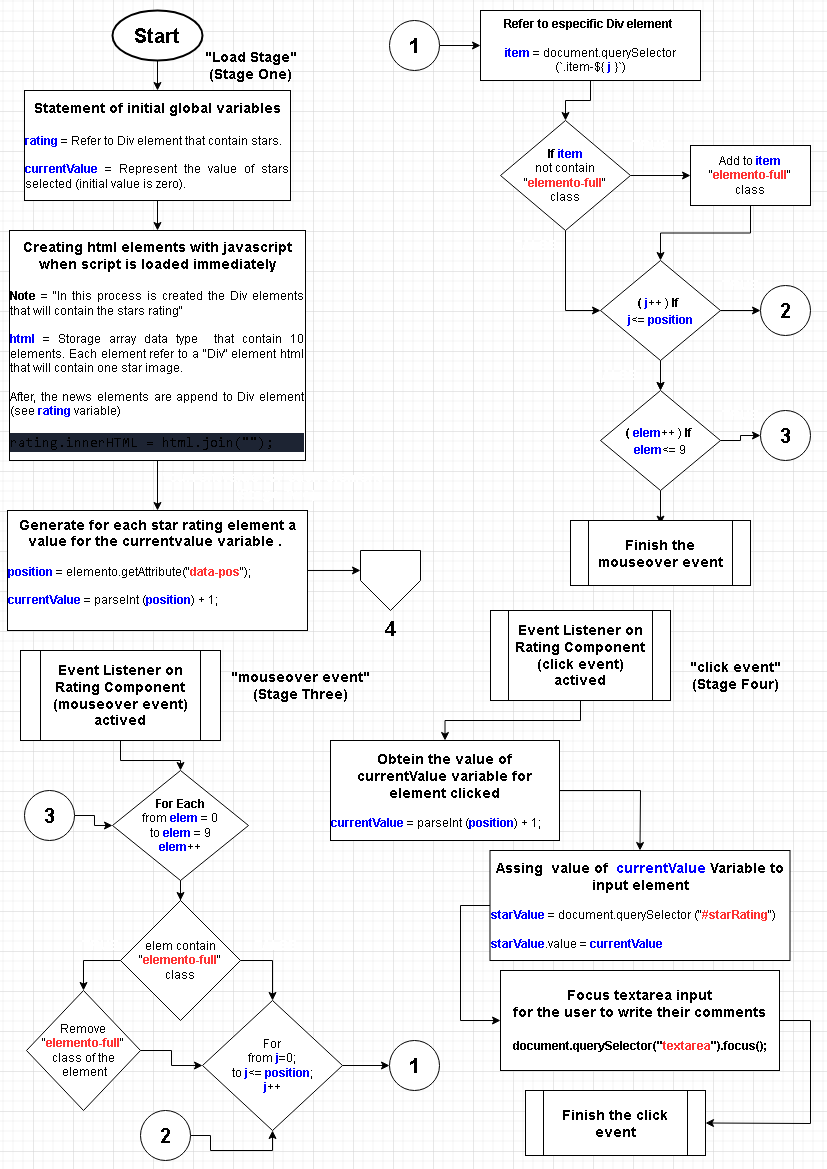 Start
"Load Stage"
(Stage One)
Statement of initial global variables
rating = Refer to Div element that contain stars.
currentValue = Represent the value of stars
selected (initial value is zero).
Creating html elements with javascript
when script is loaded immediately
Note = "In this process is created the Div elements
that will contain the stars rating"
html = Storage array data type that contain 10
elements. Each element refer to a "Div" element html
that will contain one star image.
After, the news elements are append to Div element
(see rating variable)
rating.innerHTML = html.join("");
Generate for each star rating element a
value for the currentvalue variable .
position = elemento.getAttribute("data-pos");
currentValue = parseInt (position) + 1;
4
Event Listener on
Rating Component
(mouseover event)
actived
"mouseover event"
(Stage Three)
3
For Each
from elem = 0
to elem = 9
elem++
elem contain
"elemento-full"
class
Remove
"elemento-full"
class of the
element
For
from j=0;
to j<= position;
j++
1
2
1
Refer to especific Div element
item = document.querySelector
(`.item-${ j }`)
If item
not contain
"elemento-full"
class
Add to item
"elemento-full"
class
( j++ ) If
j<= position
2
( elem++ ) If
elem<= 9
3
Finish the
mouseover event
Event Listener on
Rating Component
(click event)
actived
"click event"
(Stage Four)
Obtein the value of
currentValue variable for
element clicked
currentValue = parseInt (position) + 1;
Assing value of currentValue Variable to
input element
starValue = document.querySelector ("#starRating")
starValue.value = currentValue
Focus textarea input
for the user to write their comments
document.querySelector("textarea").focus();
Finish the click
event